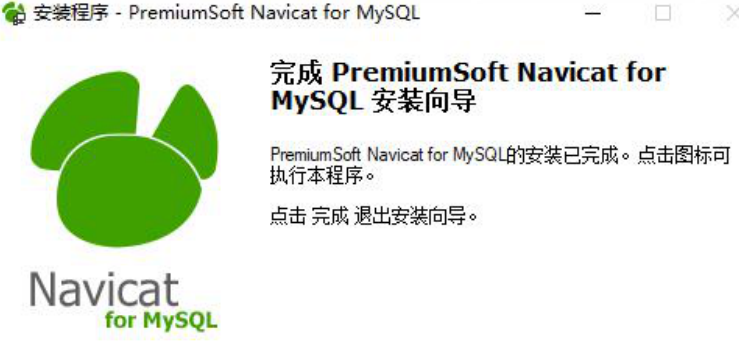 安装程序 - PremiumSoft Navicat for MySQL
完成 PremiumSoft Navicat for
MySQL 安装向导
PremiumSoft Navicat for MySQL的安装已完成。点击图标可
执行本程序。
点击 完成 退出安装向导。
Navicat
for MySQL